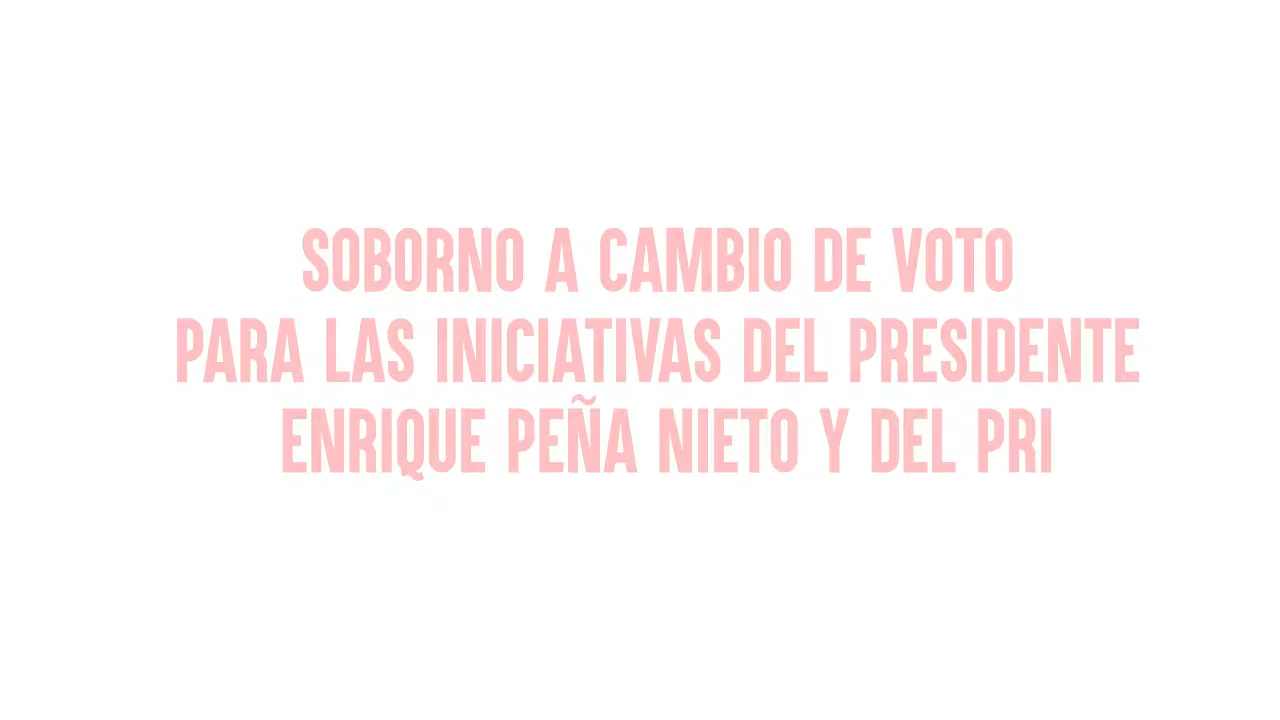 SOBORNO A CAMBIO DE VOTO
PARA LAS INICIATIVAS DEL PRESIDENTE
ENRIQUE PEÑA NIETO Y DEL PRI